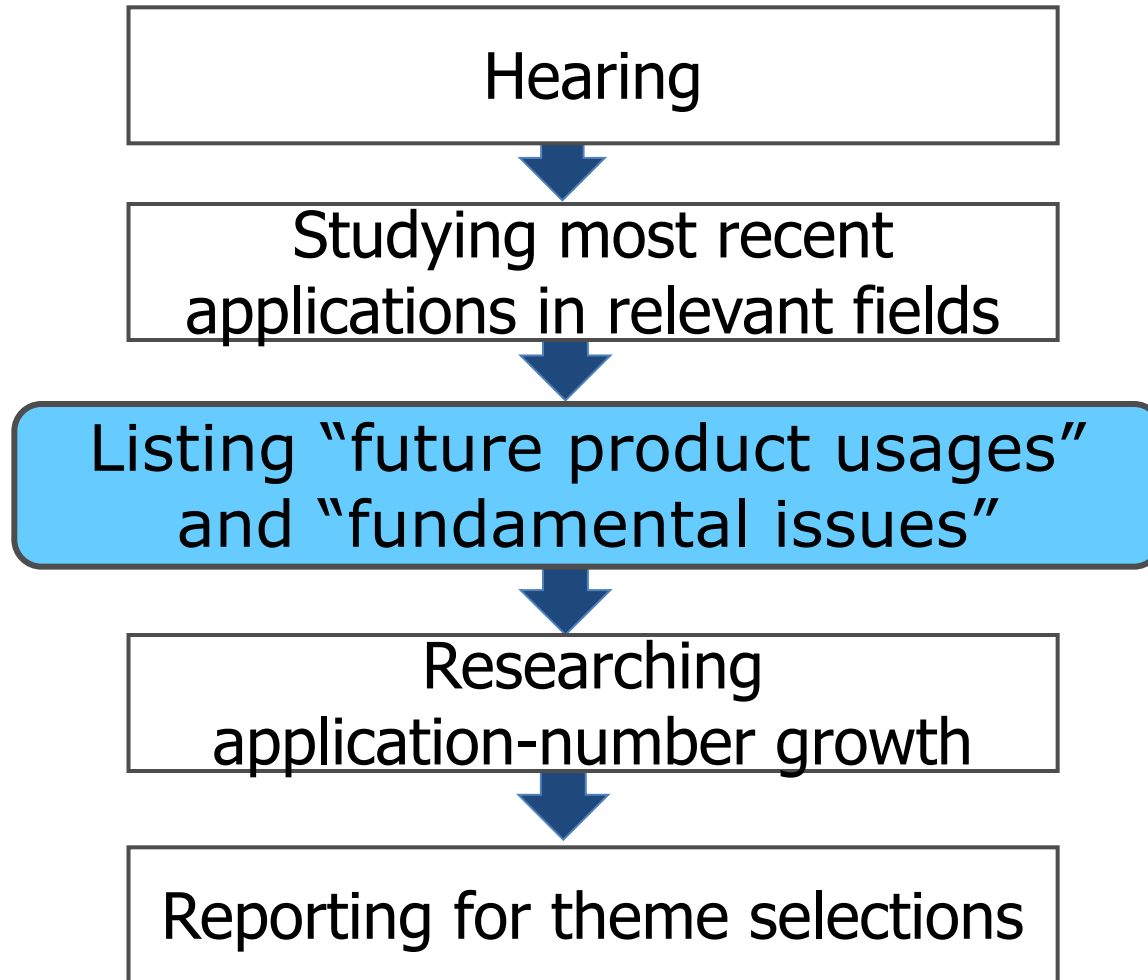 Hearing
Studying most recent
applications in relevant fields
Listing “future product usages”
and “fundamental issues”
Researching
application-number growth
Reporting for theme selections